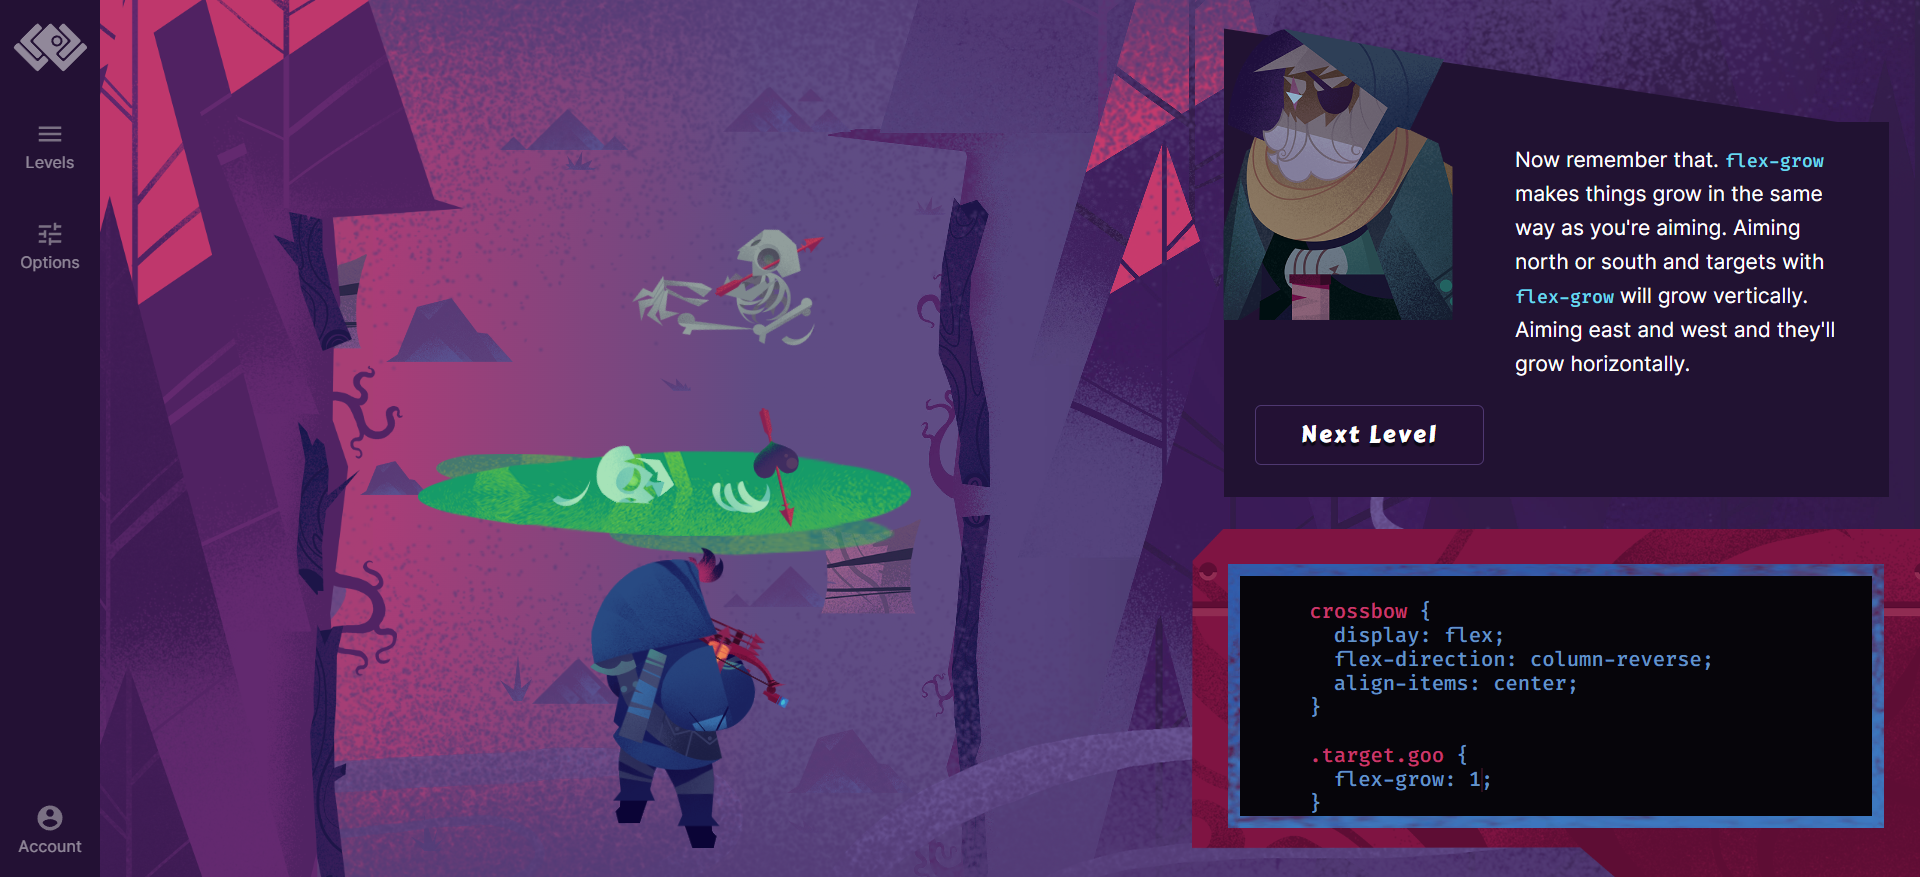 Levels
Options
Account
Now remember that. flex-grow
makes things grow in the same
way as you're aiming. Aiming
north or south and targets with
flex-grow will grow vertically.
Aiming east and west and they'll
grow horizontally.
Next Level
crossbow {
  display: flex;
  flex-direction: column-reverse;
  align-items: center;
}
.target.goo {
  flex-grow: 1;
}